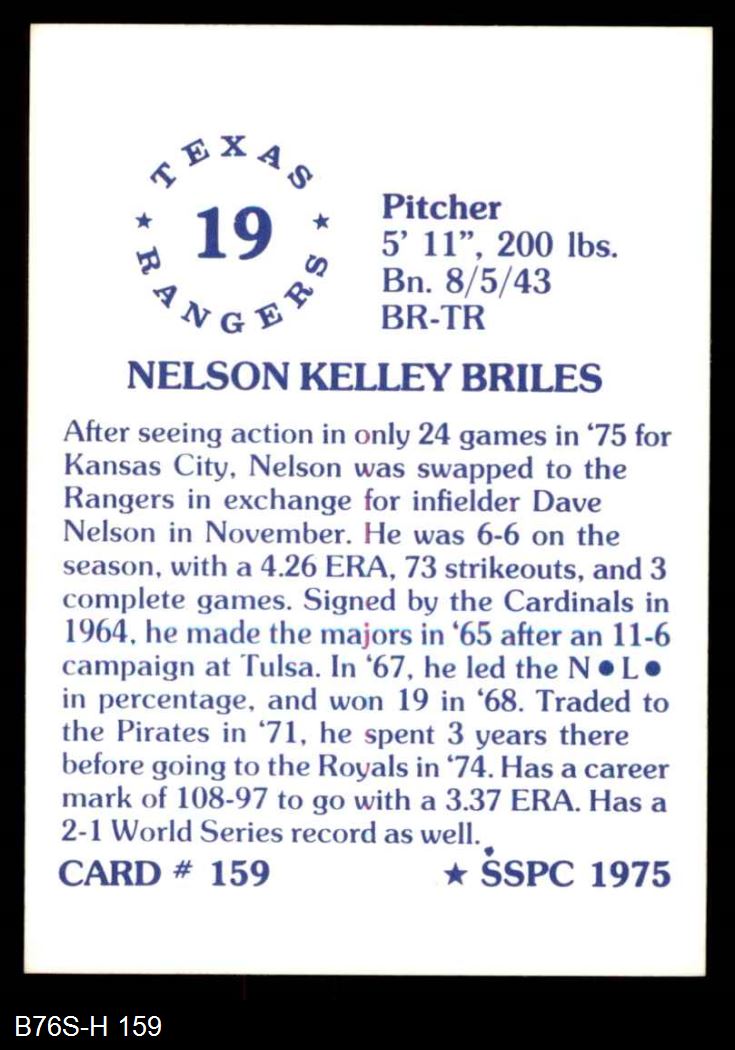 TEXAS
★ 19 ★
RANGERS
Pitcher
5’ 11”, 200 lbs.
Bn. 8/5/43
BR-TR
NELSON KELLEY BRILES
After seeing action in only 24 games in ‘75 for
Kansas City, Nelson was swapped to the
Rangers in exchange for infielder Dave
Nelson in November. He was 6-6 on the
season, with a 4.26 ERA, 73 strikeouts, and 3
complete games. Signed by the Cardinals in
1964, he made the majors in ‘65 after an 11-6
campaign at Tulsa. In ‘67, he led the N●L●
in percentage, and won 19 in ‘68. Traded to
the Pirates in ‘71, he spent 3 years there
before going to the Royals in ‘74. Has a career
mark of 108-97 to go with a 3.37 ERA. Has a
2-1 World Series record as well.
CARD # 159 ★ SSPC 1975
B76S-H 159